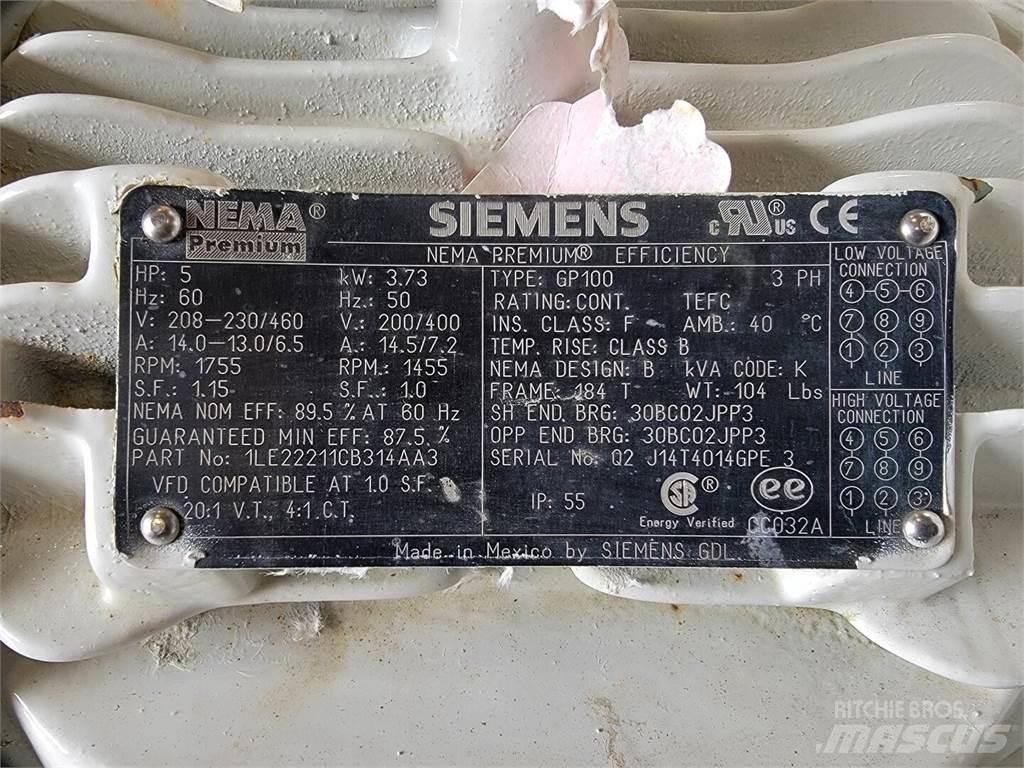 NEMA® Premium
SIEMENS
c UR® US CE
NEMA PREMIUM® EFFICIENCY
HP: 5 kW: 3.73
Hz: 60 Hz.: 50
V: 208-230/460 V.: 200/400
A: 14.0-13.0/6.5 A.: 14.5/7.2
RPM: 1755 RPM.: 1455
S.F.: 1.15 S.F.: 1.0
NEMA NOM EFF: 89.5 % AT 60 Hz
GUARANTEED MIN EFF: 87.5 %
PART No: 1LE22211CB314AA3
VFD COMPATIBLE AT 1.0 S.F.
20:1 V.T., 4:1 C.T.
TYPE: GP100 3 PH
RATING: CONT. TEFC
INS. CLASS: F AMB.: 40 °C
TEMP. RISE: CLASS B
NEMA DESIGN: B kVA CODE: K
FRAME: 184 T WT: 104 Lbs
SH END BRG: 30BC02JPP3
OPP END BRG: 30BC02JPP3
SERIAL No: Q2 J14T4014GPE 3
IP: 55
®
Energy Verified
ee
CC032A
LOW VOLTAGE
CONNECTION
4-5-6
7 8 9
1 2 3
LINE
HIGH VOLTAGE
CONNECTION
4 5 6
7 8 9
1 2 3
LINE
Made in Mexico by SIEMENS GDL.
RITCHIE BROS.
MASCUS